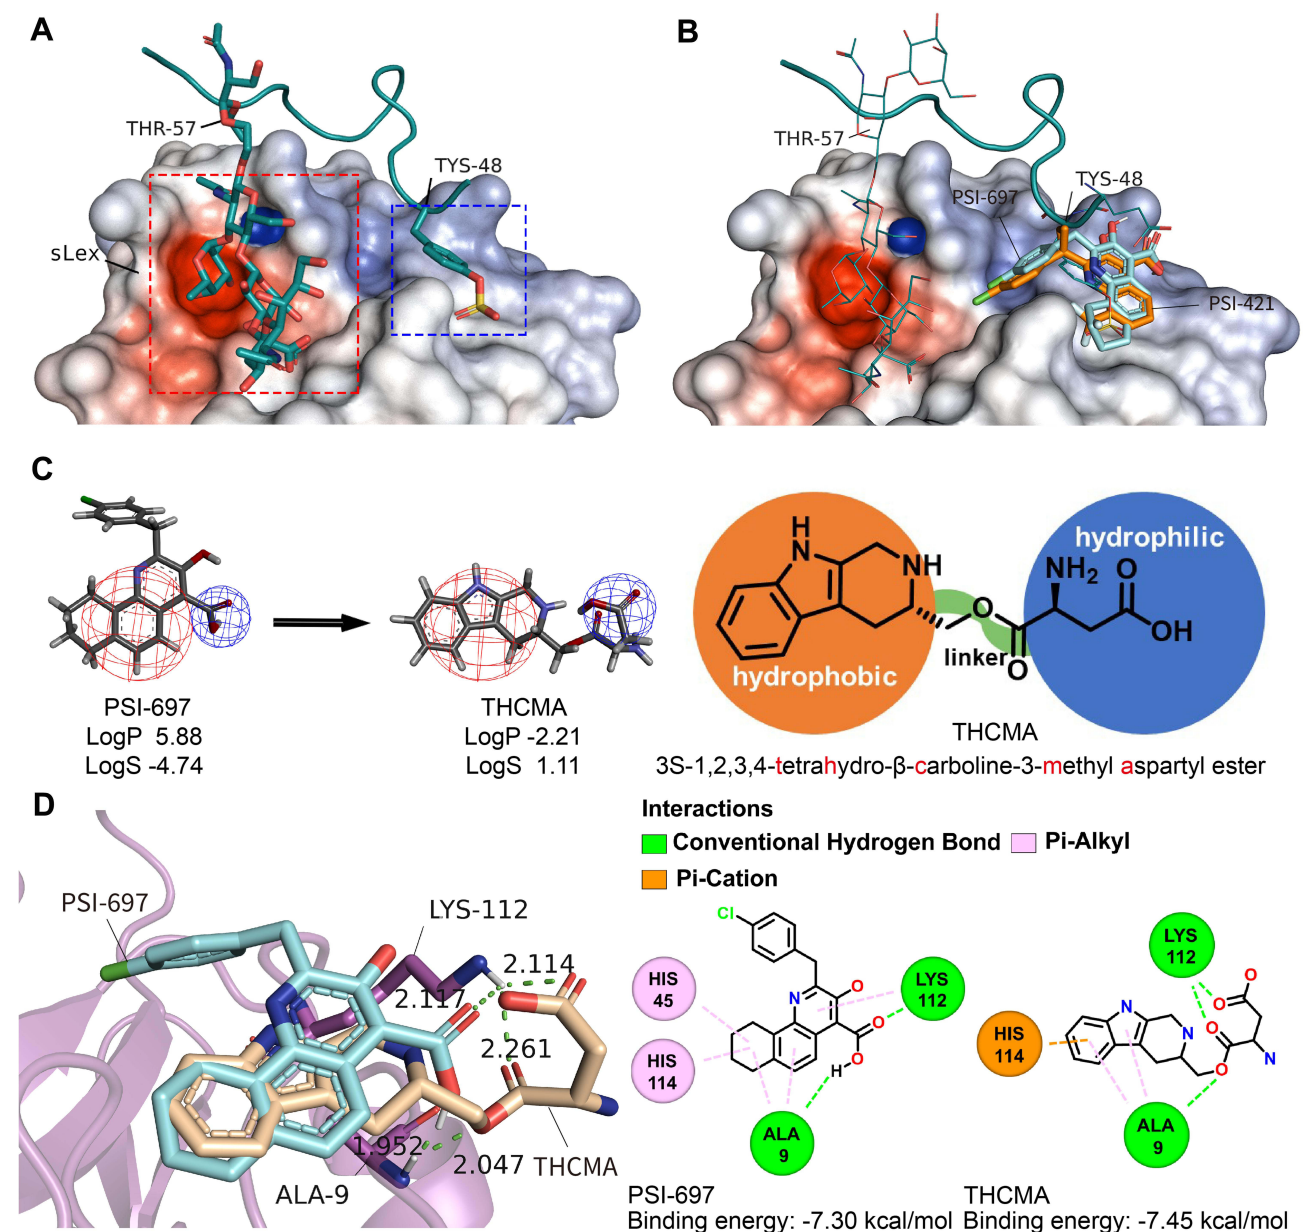 A
B
THR-57
TYS-48
sLex
THR-57
TYS-48
PSI-697
PSI-421
C
PSI-697
LogP 5.88
LogS -4.74
THCMA
LogP -2.21
LogS 1.11
H
N
NH
O
O
NH2
O
OH
hydrophilic
linker
hydrophobic
THCMA
3S-1,2,3,4-tetrahydro-β-carboline-3-methyl aspartyl ester
D
PSI-697
LYS-112
2.114
2.117
2.261
1.952
2.047
THCMA
ALA-9
Interactions
Conventional Hydrogen Bond
Pi-Alkyl
Pi-Cation
Cl
N
O
O
O
H
HIS
45
HIS
114
LYS
112
ALA
9
PSI-697
Binding energy: -7.30 kcal/mol
LYS
112
HIS
114
ALA
9
N
N
O
O
O
O
N
THCMA
Binding energy: -7.45 kcal/mol